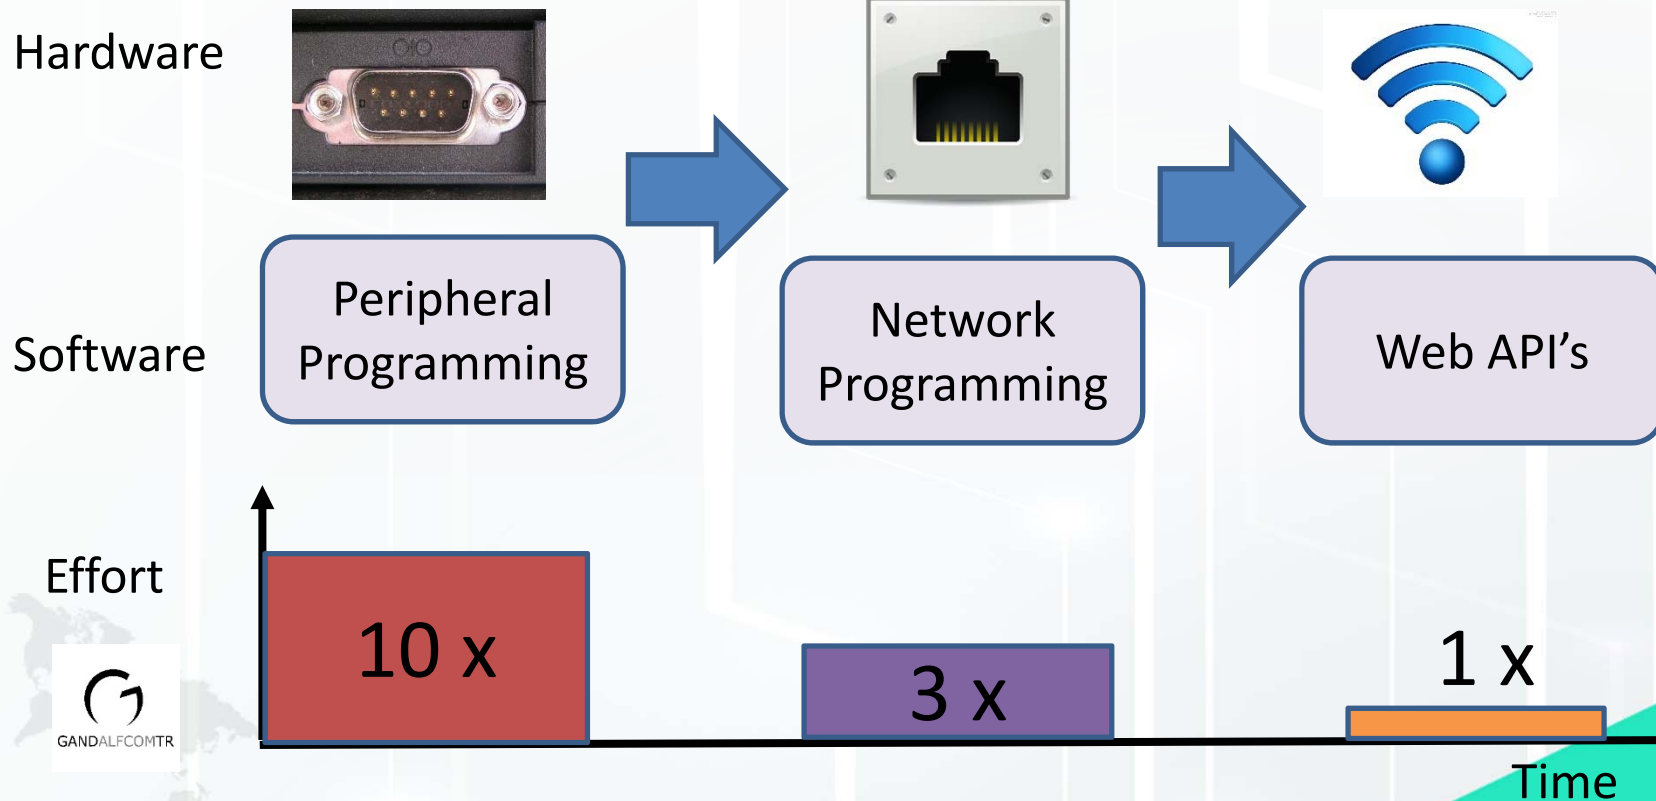 Hardware
Software
Peripheral
Programming
Network
Programming
Web API’s
Effort
10 x
3 x
1 x
GANDALFCOMTR
Time